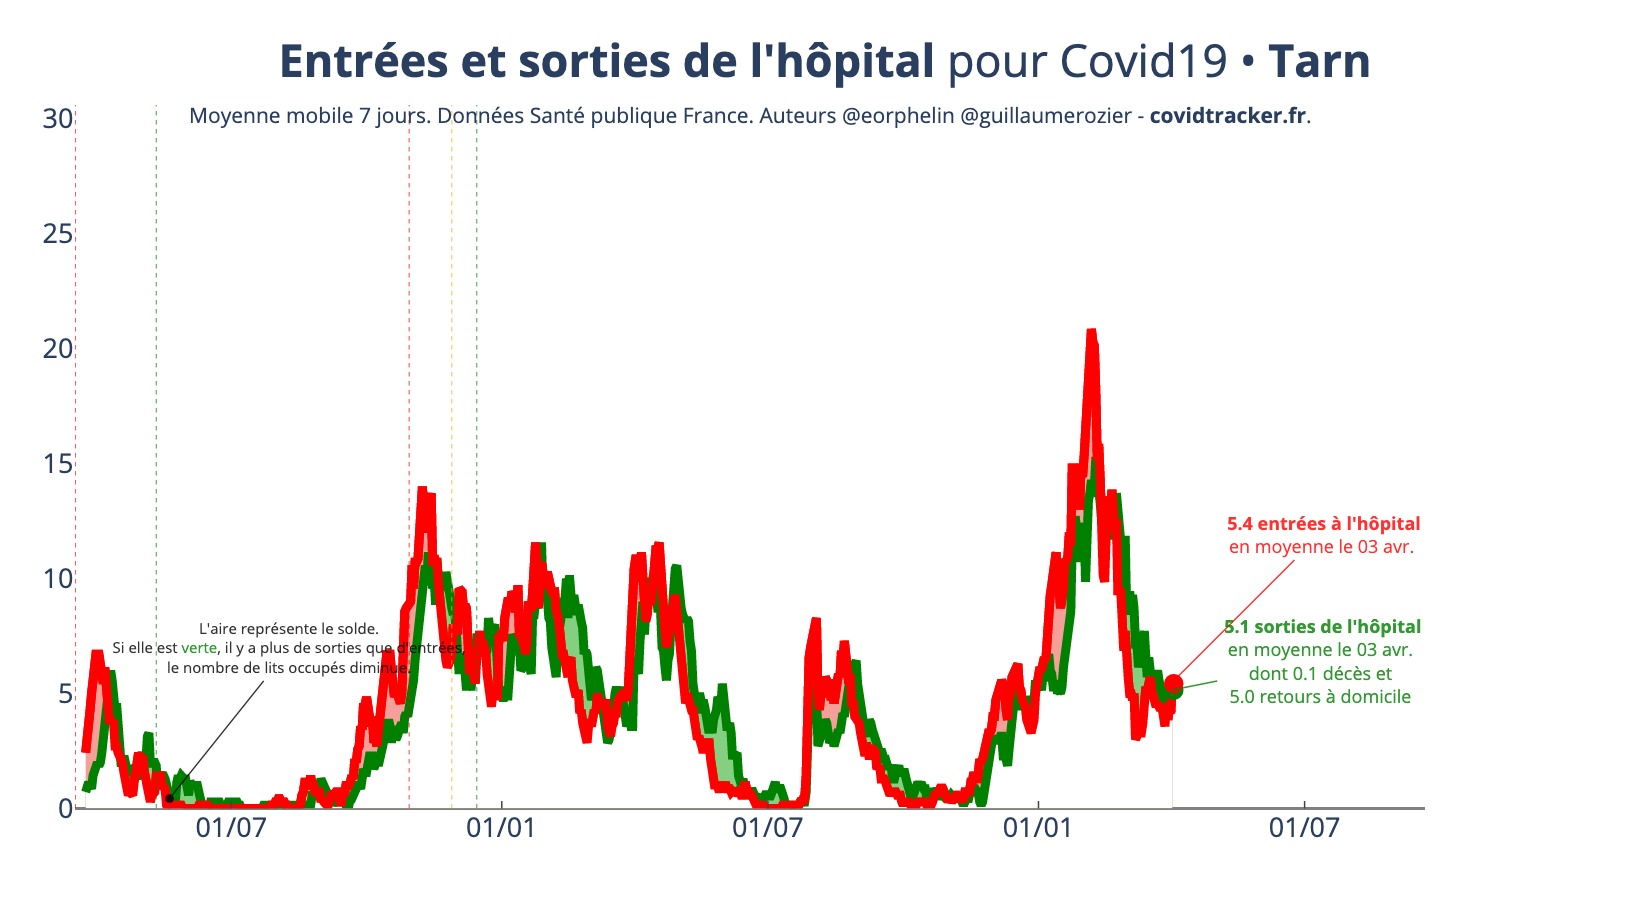 Entrées et sorties de l'hôpital pour Covid19 • Tarn
Moyenne mobile 7 jours. Données Santé publique France. Auteurs @eorphelin @guillaumerozier - covidtracker.fr.
30
25
20
15
10
5
0
L'aire représente le solde.
Si elle est verte, il y a plus de sorties que d'entrées,
le nombre de lits occupés diminue.
5.4 entrées à l'hôpital
en moyenne le 03 avr.
5.1 sorties de l'hôpital
en moyenne le 03 avr.
dont 0.1 décès et
5.0 retours à domicile
01/07
01/01
01/07
01/01
01/07